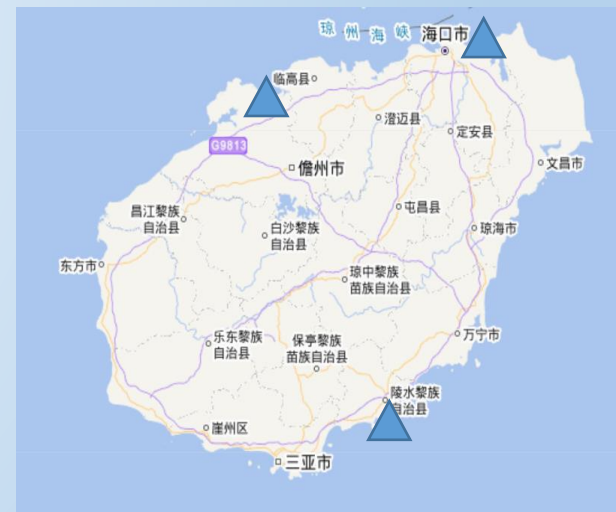 琼州海峡
海口市
临高县
澄迈县
定安县
G9813
文昌市
儋州市
昌江黎族
自治县
屯昌县
白沙黎族
自治县
琼海市
东方市
琼中黎族
苗族自治县
乐东黎族
自治县
保亭黎族
苗族自治县
万宁市
陵水黎族
自治县
崖州区
三亚市